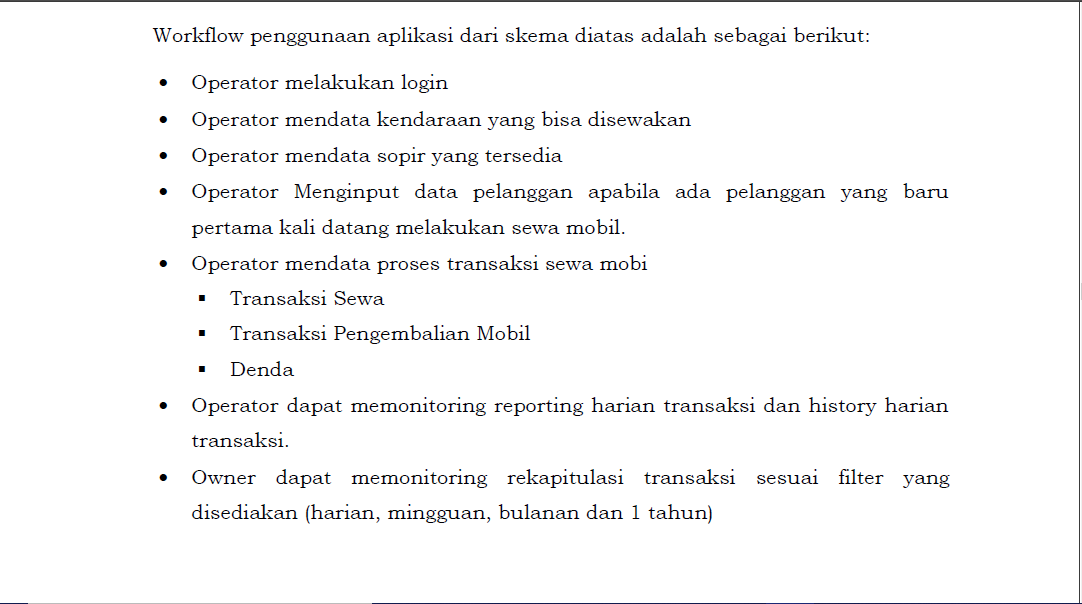 Workflow penggunaan aplikasi dari skema diatas adalah sebagai berikut:
• Operator melakukan login
• Operator mendata kendaraan yang bisa disewakan
• Operator mendata sopir yang tersedia
• Operator Menginput data pelanggan apabila ada pelanggan yang baru
pertama kali datang melakukan sewa mobil.
• Operator mendata proses transaksi sewa mobi
▪ Transaksi Sewa
▪ Transaksi Pengembalian Mobil
▪ Denda
• Operator dapat memonitoring reporting harian transaksi dan history harian
transaksi.
• Owner dapat memonitoring rekapitulasi transaksi sesuai filter yang
disediakan (harian, mingguan, bulanan dan 1 tahun)